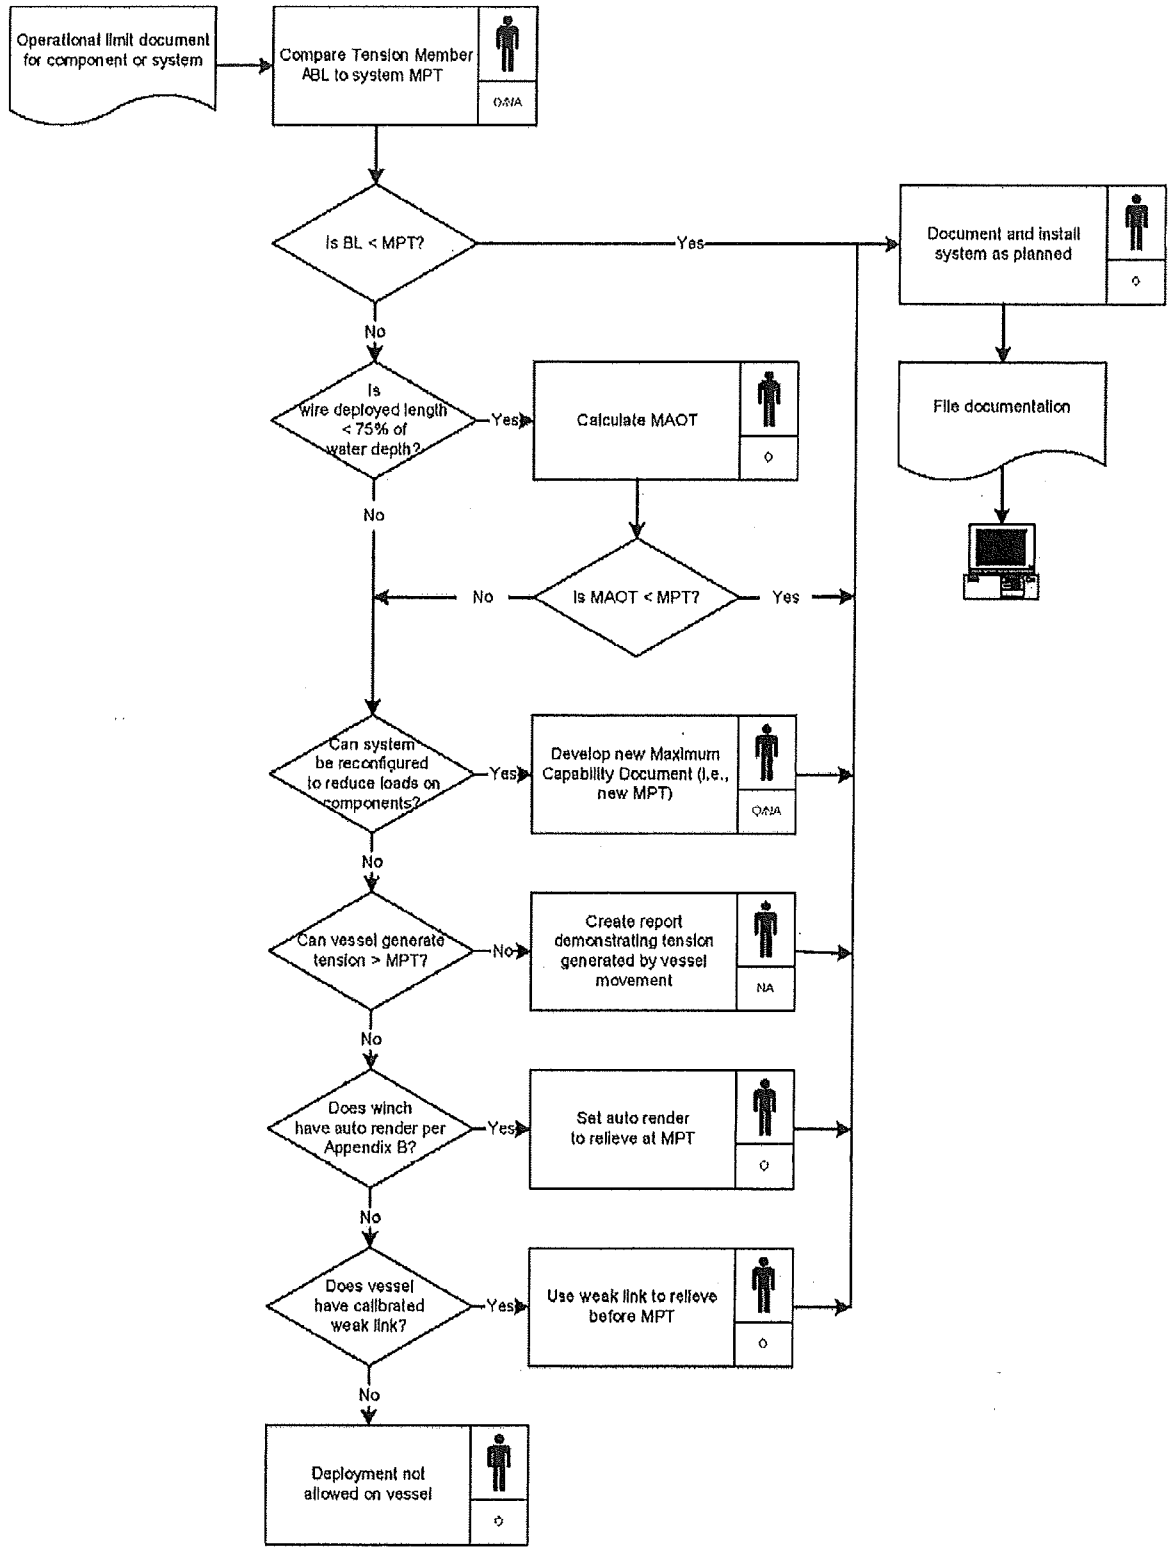 Operational limit document
for component or system
Compare Tension Member
ABL to system MPT
O/NA
Is BL < MPT?
Yes
Document and install
system as planned
O
No
Is
wire deployed length
< 75% of
water depth?
Yes
Calculate MAOT
O
File documentation
No
No
Is MAOT < MPT?
Yes
Can system
be reconfigured
to reduce loads on
components?
Yes
Develop new Maximum
Capability Document (i.e.,
new MPT)
O/NA
No
Can vessel generate
tension > MPT?
No
Create report
demonstrating tension
generated by vessel
movement
NA
No
Does winch
have auto render per
Appendix B?
Yes
Set auto render
to relieve at MPT
O
No
Does vessel
have calibrated
weak link?
Yes
Use weak link to relieve
before MPT
O
No
Deployment not
allowed on vessel
O